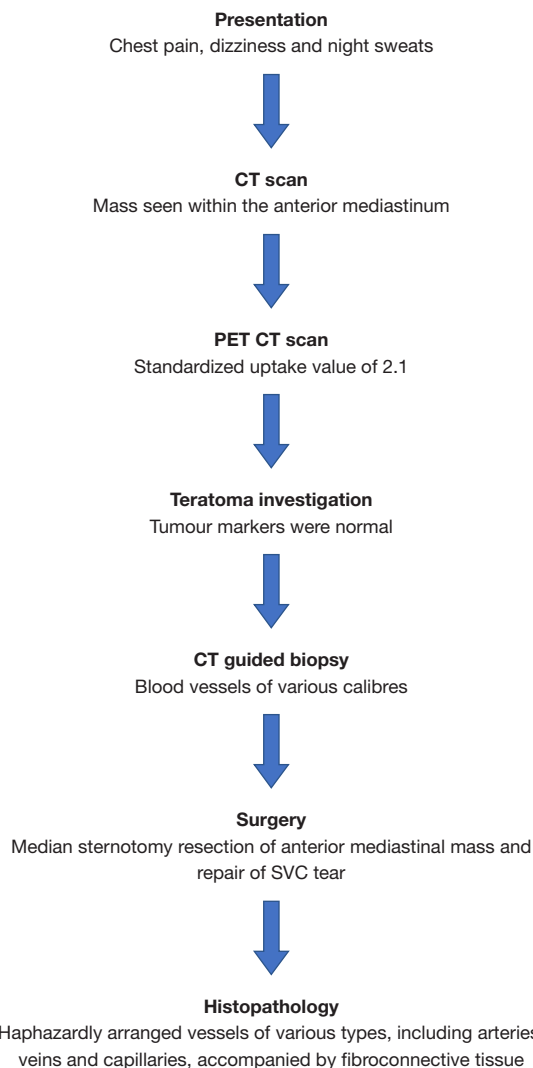 Presentation
Chest pain, dizziness and night sweats
CT scan
Mass seen within the anterior mediastinum
PET CT scan
Standardized uptake value of 2.1
Teratoma investigation
Tumour markers were normal
CT guided biopsy
Blood vessels of various calibres
Surgery
Median sternotomy resection of anterior mediastinal mass and
repair of SVC tear
Histopathology
Haphazardly arranged vessels of various types, including arteries
veins and capillaries, accompanied by fibroconnective tissue